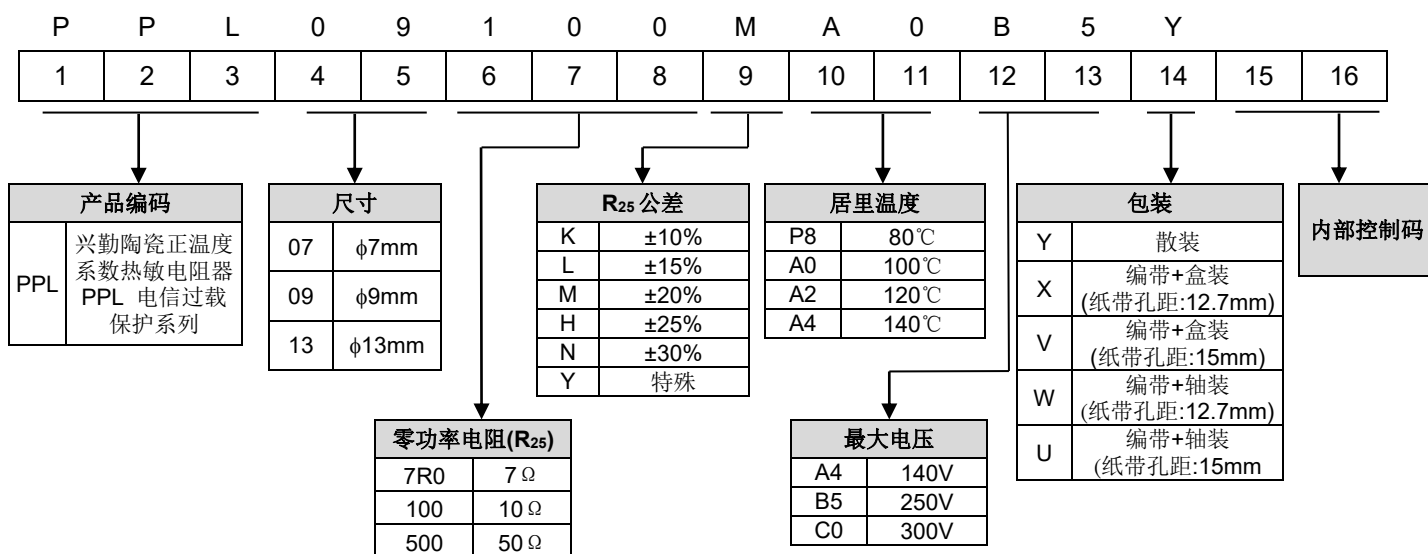 P P L 0 9 1 0 0 M A 0 B 5 Y
1 2 3 4 5 6 7 8 9 10 11 12 13 14 15 16
产品编码
PPL
兴勤陶瓷正温度
系数热敏电阻器
PPL 电信过载
保护系列
尺寸
07 ϕ7mm
09 ϕ9mm
13 ϕ13mm
零功率电阻(R₂₅)
7R0 7Ω
100 10Ω
500 50Ω
R₂₅公差
K ±10%
L ±15%
M ±20%
H ±25%
N ±30%
Y 特殊
居里温度
P8 80℃
A0 100℃
A2 120℃
A4 140℃
最大电压
A4 140V
B5 250V
C0 300V
包装
Y 散装
X 编带+盒装
(纸带孔距:12.7mm)
V 编带+盒装
(纸带孔距:15mm)
W 编带+轴装
(纸带孔距:12.7mm)
U 编带+轴装
(纸带孔距:15mm
内部控制码